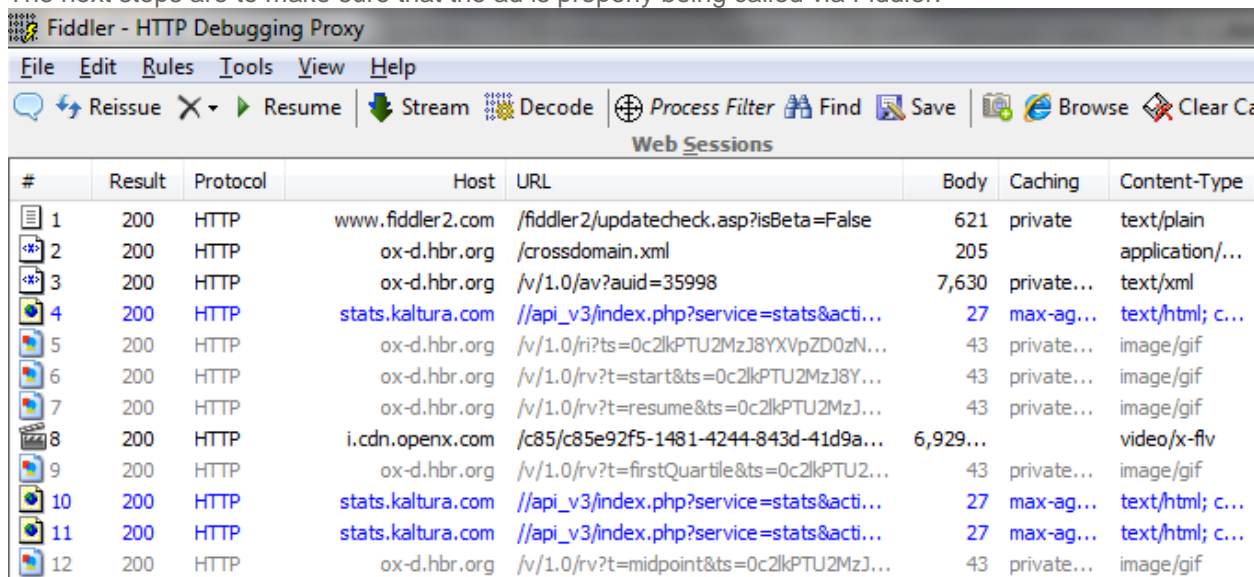 The next steps are to make sure that the ad is properly being called via Fiddler.
Fiddler - HTTP Debugging Proxy
File Edit Rules Tools View Help
Reissue Resume Stream Decode Process Filter Find Save Browse Clear Ca
Web Sessions
# Result Protocol Host URL Body Caching Content-Type
1 200 HTTP www.fiddler2.com /fiddler2/updatecheck.asp?isBeta=False 621 private text/plain
2 200 HTTP ox-d.hbr.org /crossdomain.xml 205 application/...
3 200 HTTP ox-d.hbr.org /v/1.0/av?auid=35998 7,630 private... text/xml
4 200 HTTP stats.kaltura.com //api_v3/index.php?service=stats&acti... 27 max-ag... text/html; c...
5 200 HTTP ox-d.hbr.org /v/1.0/ri?ts=0c2lkPTU2MzJ8YXVpZD0zN... 43 private... image/gif
6 200 HTTP ox-d.hbr.org /v/1.0/rv?t=start&ts=0c2lkPTU2MzJ8Y... 43 private... image/gif
7 200 HTTP ox-d.hbr.org /v/1.0/rv?t=resume&ts=0c2lkPTU2MzJ... 43 private... image/gif
8 200 HTTP i.cdn.openx.com /c85/c85e92f5-1481-4244-843d-41d9a... 6,929... video/x-flv
9 200 HTTP ox-d.hbr.org /v/1.0/rv?t=firstQuartile&ts=0c2lkPTU2... 43 private... image/gif
10 200 HTTP stats.kaltura.com //api_v3/index.php?service=stats&acti... 27 max-ag... text/html; c...
11 200 HTTP stats.kaltura.com //api_v3/index.php?service=stats&acti... 27 max-ag... text/html; c...
12 200 HTTP ox-d.hbr.org /v/1.0/rv?t=midpoint&ts=0c2lkPTU2MzJ... 43 private... image/gif